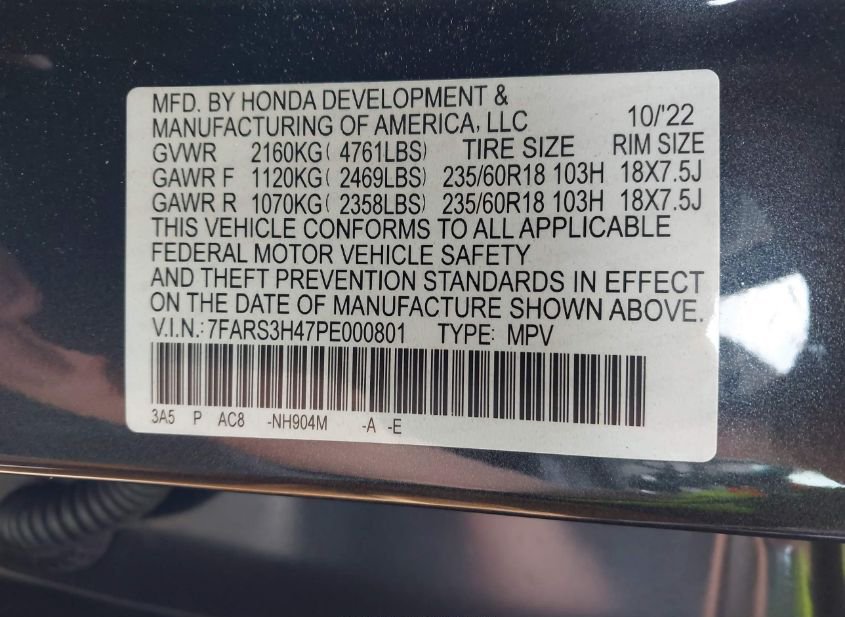 MFD. BY HONDA DEVELOPMENT &
MANUFACTURING OF AMERICA, LLC 10/'22
GVWR 2160KG( 4761LBS) TIRE SIZE RIM SIZE
GAWR F 1120KG( 2469LBS) 235/60R18 103H 18X7.5J
GAWR R 1070KG( 2358LBS) 235/60R18 103H 18X7.5J
THIS VEHICLE CONFORMS TO ALL APPLICABLE
FEDERAL MOTOR VEHICLE SAFETY
AND THEFT PREVENTION STANDARDS IN EFFECT
ON THE DATE OF MANUFACTURE SHOWN ABOVE.
V.I.N.: 7FARS3H47PE000801 TYPE: MPV
3A5 P AC8 -NH904M -A -E